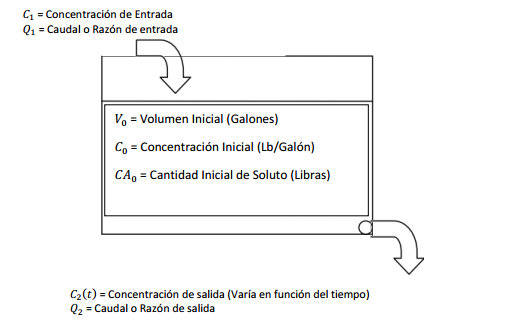 C₁ = Concentración de Entrada
Q₁ = Caudal o Razón de entrada
V₀ = Volumen Inicial (Galones)
C₀ = Concentración Inicial (Lb/Galón)
CA₀ = Cantidad Inicial de Soluto (Libras)
C₂(t) = Concentración de salida (Varía en función del tiempo)
Q₂ = Caudal o Razón de salida